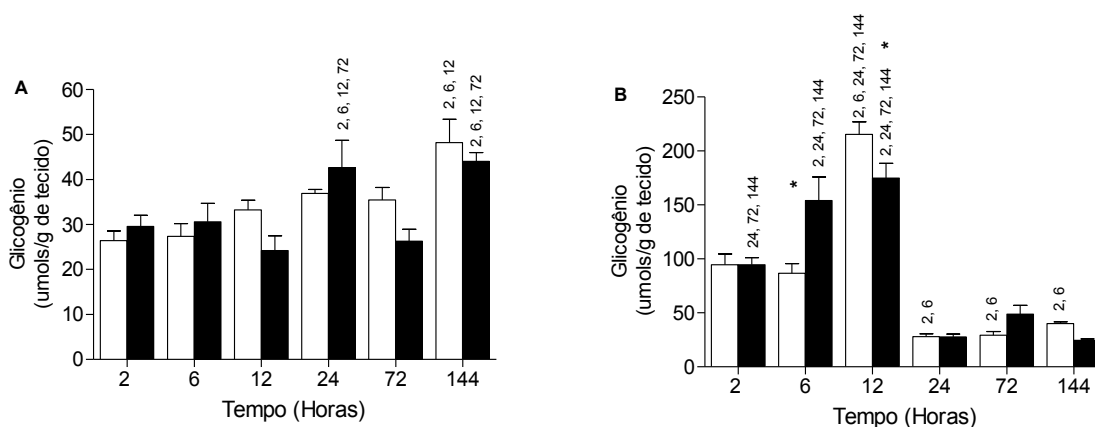 A
Glicogênio
(umols/g de tecido)
60
50
40
30
20
10
0
2, 6, 12, 72
2, 6, 12
2, 6, 12, 72
2 6 12 24 72 144
Tempo (Horas)
B
Glicogênio
(umols/g de tecido)
250
200
150
100
50
0
24, 72, 144
*
2, 24, 72, 144
2, 6, 24, 72, 144
2, 24, 72, 144 *
2, 6
2, 6
2, 6
2 6 12 24 72 144
Tempo (Horas)